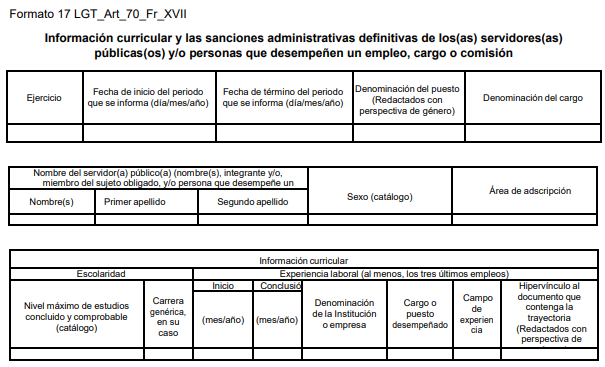 Formato 17 LGT_Art_70_Fr_XVII
Información curricular y las sanciones administrativas definitivas de los(as) servidores(as)
públicas(os) y/o personas que desempeñen un empleo, cargo o comisión
Ejercicio
Fecha de inicio del periodo
que se informa (día/mes/año)
Fecha de término del periodo
que se informa (día/mes/año)
Denominación del puesto
(Redactados con
perspectiva de género)
Denominación del cargo
Nombre del servidor(a) público(a) (nombre(s), integrante y/o,
miembro del sujeto obligado, y/o persona que desempeñe un
Nombre(s)
Primer apellido
Segundo apellido
Sexo (catálogo)
Área de adscripción
Información curricular
Escolaridad
Experiencia laboral (al menos, los tres últimos empleos)
Nivel máximo de estudios
concluido y comprobable
(catálogo)
Carrera
genérica,
en su
caso
Inicio
(mes/año)
Conclusió
(mes/año)
Denominación
de la Institución
o empresa
Cargo o
puesto
desempeñado
Campo
de
experien
cia
Hipervínculo al
documento que
contenga la
trayectoria
(Redactados con
perspectiva de